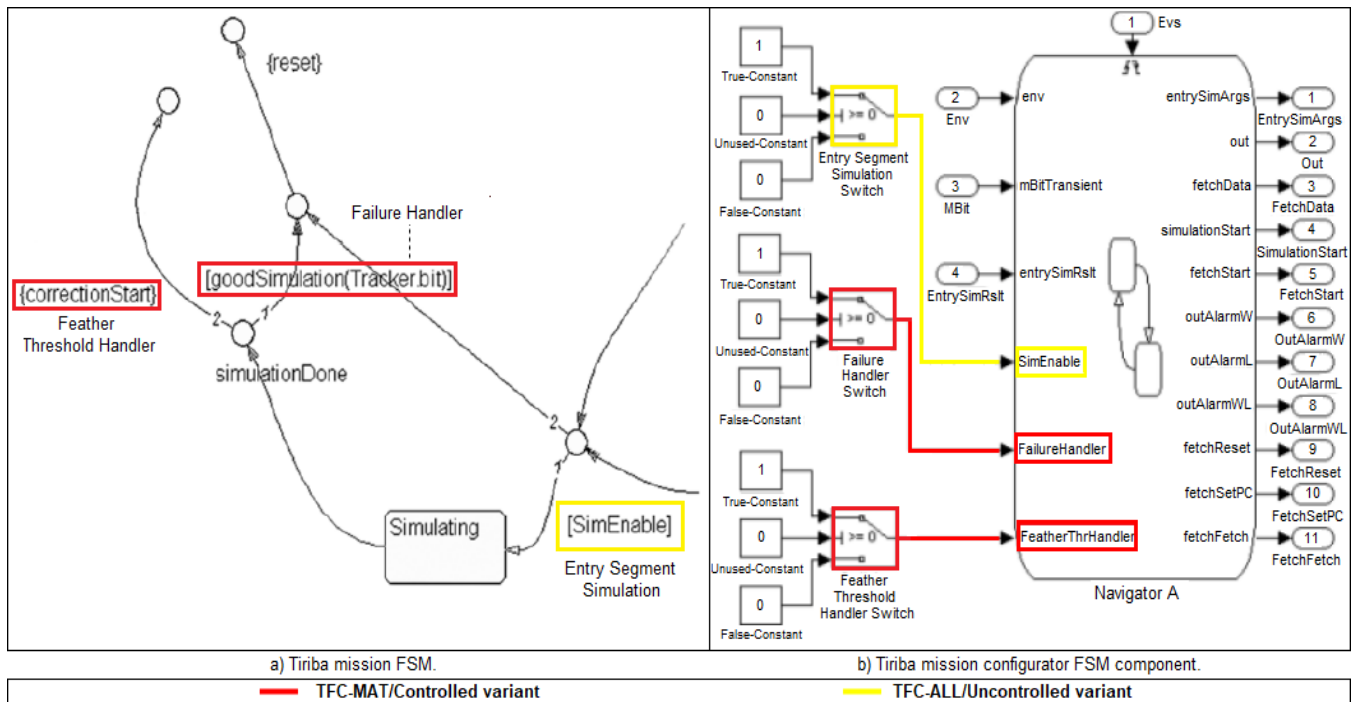 {reset}
Failure Handler
[goodSimulation(Tracker.bit)]
{correctionStart}
Feather
Threshold Handler
2
1
simulationDone
2
1
Simulating
[SimEnable]
Entry Segment
Simulation
a) Tiriba mission FSM.
1
Evs
1
True-Constant
0
Unused-Constant
0
False-Constant
>= 0
Entry Segment
Simulation
Switch
1
True-Constant
0
Unused-Constant
0
False-Constant
>= 0
Failure
Handler
Switch
1
True-Constant
0
Unused-Constant
0
False-Constant
>= 0
Feather
Threshold
Handler Switch
2
Env
3
MBit
4
EntrySimRslt
env
mBitTransient
entrySimRslt
SimEnable
FailureHandler
FeatherThrHandler
entrySimArgs
out
fetchData
simulationStart
fetchStart
outAlarmW
outAlarmL
outAlarmWL
fetchReset
fetchSetPC
fetchFetch
1
EntrySimArgs
2
Out
3
FetchData
4
SimulationStart
5
FetchStart
6
OutAlarmW
7
OutAlarmL
8
OutAlarmWL
9
FetchReset
10
FetchSetPC
11
FetchFetch
Navigator A
b) Tiriba mission configurator FSM component.
TFC-MAT/Controlled variant
TFC-ALL/Uncontrolled variant